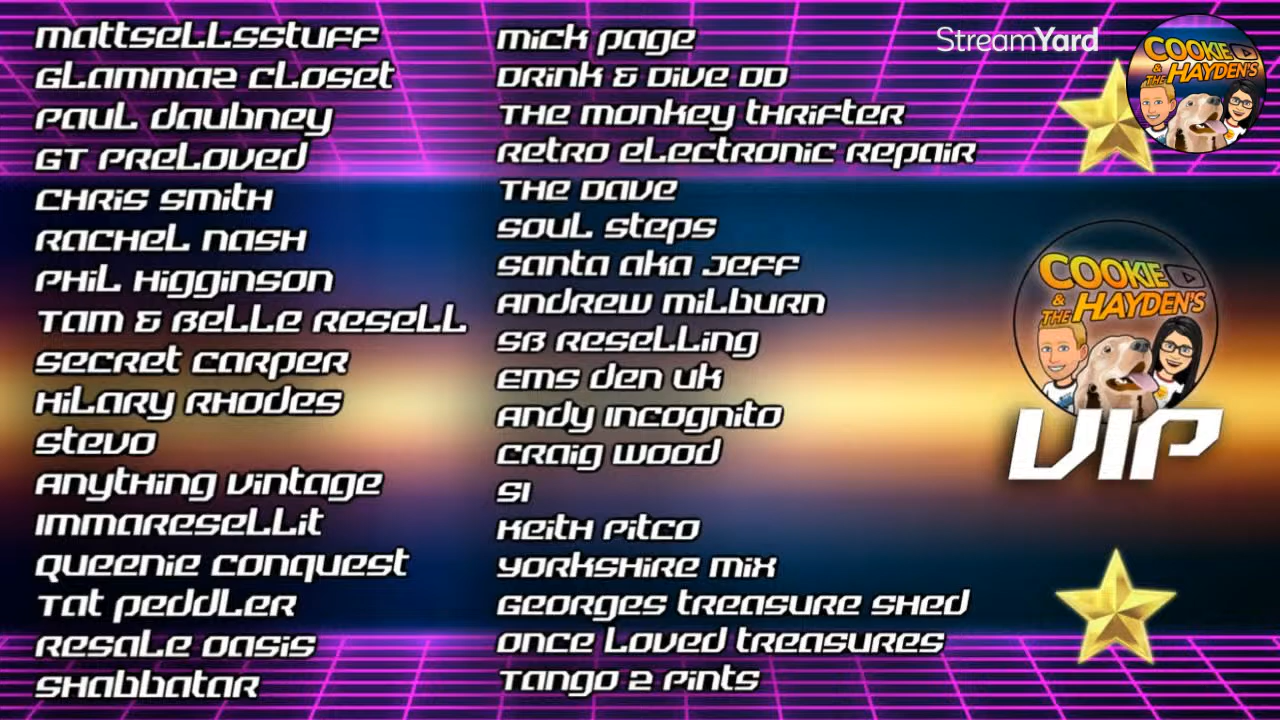 mattsellsstuff
Glamma2 Closet
Paul daubney
GT Preloved
Chris Smith
Rachel Nash
Phil Higginson
Tam & Belle Resell
Secret Carper
Hilary Rhodes
Stevo
Anything Vintage
Immaresellit
Queenie Conquest
Tat Peddler
Resale Oasis
Shabbatar
Mick Page
Drink & Dive DD
The Monkey Thrifter
Retro Electronic Repair
The Dave
Soul Steps
Santa aka Jeff
Andrew Milburn
SB Reselling
Ems den uk
Andy Incognito
Craig Wood
SI
Keith Pitco
Yorkshire Mix
Georges Treasure Shed
Once Loved Treasures
Tango 2 Pints
StreamYard
COOKIE
& THE HAYDEN'S
COOKIE
& THE HAYDEN'S
VIP